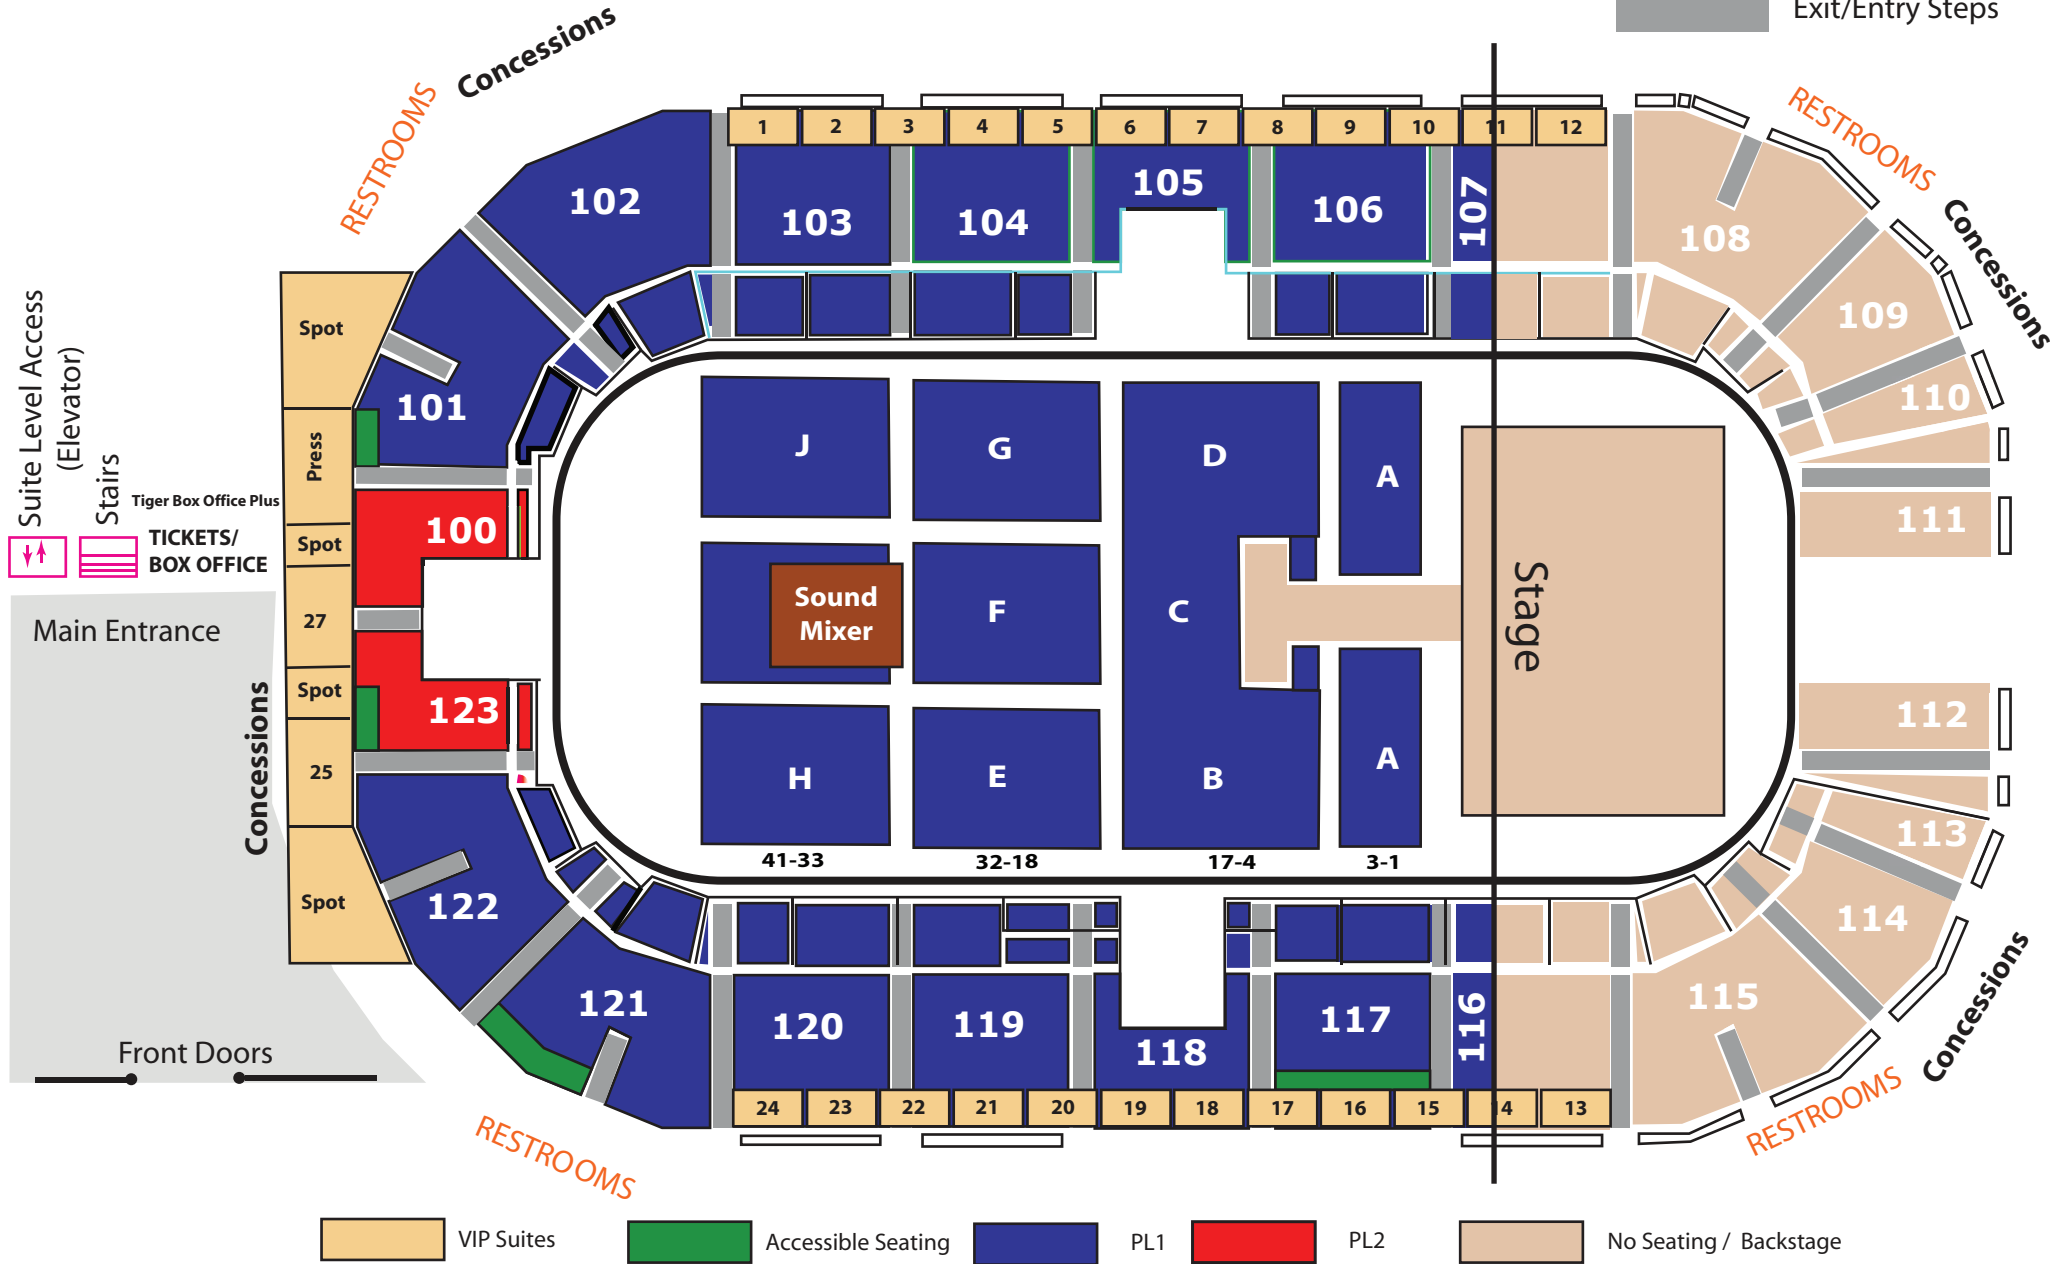 Exit/Entry Steps
Concessions
RESTROOMS
RESTROOMS
Concessions
1 2 3 4 5 6 7 8 9 10 11 12
102
103
104
105
106
107
108
109
110
111
112
113
114
115
101
100
123
122
121
120
119
118
117
116
Spot
Press
Spot
27
Spot
25
Spot
Suite Level Access
(Elevator)
Stairs
Tiger Box Office Plus
TICKETS/
BOX OFFICE
Main Entrance
Concessions
Front Doors
J
G
D
A
Sound
Mixer
F
C
Stage
H
E
B
A
41-33
32-18
17-4
3-1
24 23 22 21 20 19 18 17 16 15 14 13
RESTROOMS
RESTROOMS
Concessions
VIP Suites
Accessible Seating
PL1
PL2
No Seating / Backstage